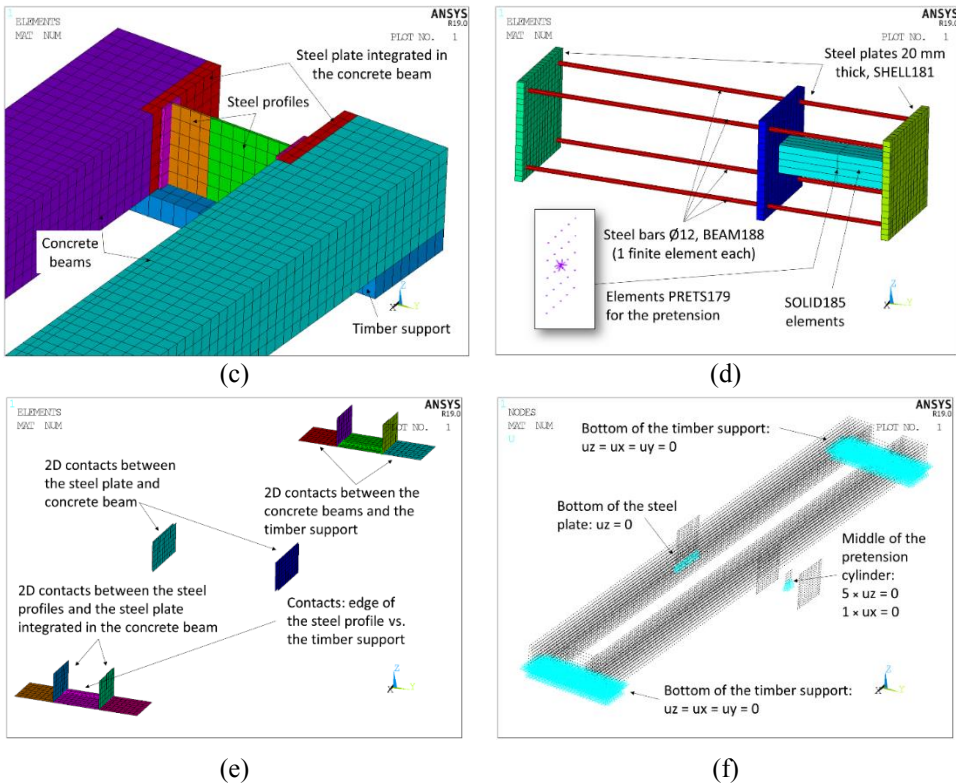 1
ELEMENTS
MAT NUM
ANSYS
R19.0
PLOT NO. 1
Steel plate integrated in
the concrete beam
Steel profiles
Concrete
beams
Timber support
Z
X Y
(c)
1
ELEMENTS
MAT NUM
ANSYS
R19.0
PLOT NO. 1
Steel plates 20 mm
thick, SHELL181
Steel bars Ø12, BEAM188
(1 finite element each)
Elements PRETS179
for the pretension
SOLID185
elements
Z
X Y
(d)
1
ELEMENTS
MAT NUM
ANSYS
R19.0
PLOT NO. 1
2D contacts between
the steel plate and
concrete beam
2D contacts between the
concrete beams and the
timber support
2D contacts between the steel
profiles and the steel plate
integrated in the concrete beam
Contacts: edge of
the steel profile vs.
the timber support
Z
X Y
(e)
1
NODES
MAT NUM
U
ANSYS
R19.0
PLOT NO. 1
Bottom of the timber support:
uz = ux = uy = 0
Bottom of the steel
plate: uz = 0
Middle of the
pretension
cylinder:
5 × uz = 0
1 × ux = 0
Bottom of the timber support:
uz = ux = uy = 0
Z
X Y
(f)